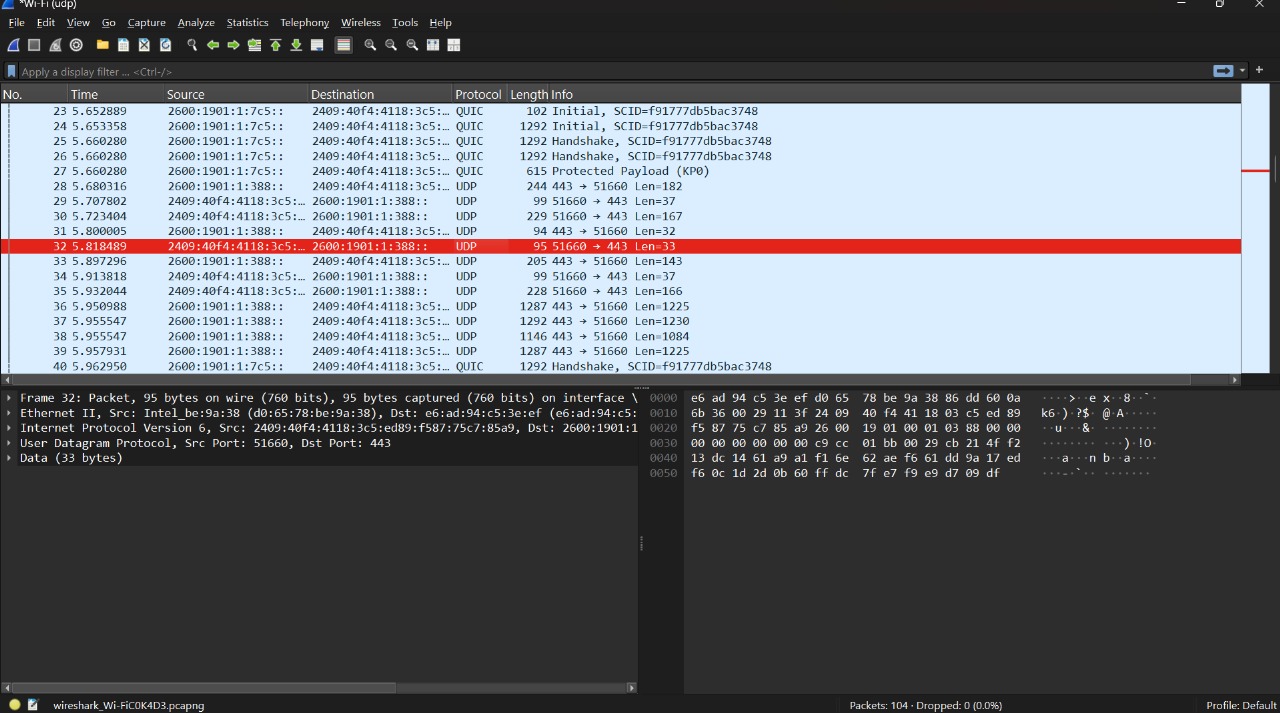 *Wi-Fi (udp)
File Edit View Go Capture Analyze Statistics Telephony Wireless Tools Help
Apply a display filter ... <Ctrl-/>
No. Time Source Destination Protocol Length Info
23 5.652889 2600:1901:1:7c5:: 2409:40f4:4118:3c5:… QUIC 102 Initial, SCID=f91777db5bac3748
24 5.653358 2600:1901:1:7c5:: 2409:40f4:4118:3c5:… QUIC 1292 Initial, SCID=f91777db5bac3748
25 5.660280 2600:1901:1:7c5:: 2409:40f4:4118:3c5:… QUIC 1292 Handshake, SCID=f91777db5bac3748
26 5.660280 2600:1901:1:7c5:: 2409:40f4:4118:3c5:… QUIC 1292 Handshake, SCID=f91777db5bac3748
27 5.660280 2600:1901:1:7c5:: 2409:40f4:4118:3c5:… QUIC 615 Protected Payload (KP0)
28 5.680316 2600:1901:1:388:: 2409:40f4:4118:3c5:… UDP 244 443 → 51660 Len=182
29 5.707802 2409:40f4:4118:3c5:… 2600:1901:1:388:: UDP 99 51660 → 443 Len=37
30 5.723404 2409:40f4:4118:3c5:… 2600:1901:1:388:: UDP 229 51660 → 443 Len=167
31 5.800005 2600:1901:1:388:: 2409:40f4:4118:3c5:… UDP 94 443 → 51660 Len=32
32 5.818489 2409:40f4:4118:3c5:… 2600:1901:1:388:: UDP 95 51660 → 443 Len=33
33 5.897296 2600:1901:1:388:: 2409:40f4:4118:3c5:… UDP 205 443 → 51660 Len=143
34 5.913818 2409:40f4:4118:3c5:… 2600:1901:1:388:: UDP 99 51660 → 443 Len=37
35 5.932044 2409:40f4:4118:3c5:… 2600:1901:1:388:: UDP 228 51660 → 443 Len=166
36 5.950988 2600:1901:1:388:: 2409:40f4:4118:3c5:… UDP 1287 443 → 51660 Len=1225
37 5.955547 2600:1901:1:388:: 2409:40f4:4118:3c5:… UDP 1292 443 → 51660 Len=1230
38 5.955547 2600:1901:1:388:: 2409:40f4:4118:3c5:… UDP 1146 443 → 51660 Len=1084
39 5.957931 2600:1901:1:388:: 2409:40f4:4118:3c5:… UDP 1287 443 → 51660 Len=1225
40 5.962950 2600:1901:1:7c5:: 2409:40f4:4118:3c5:… QUIC 1292 Handshake, SCID=f91777db5bac3748
Frame 32: Packet, 95 bytes on wire (760 bits), 95 bytes captured (760 bits) on interface \
Ethernet II, Src: Intel_be:9a:38 (d0:65:78:be:9a:38), Dst: e6:ad:94:c5:3e:ef (e6:ad:94:c5:
Internet Protocol Version 6, Src: 2409:40f4:4118:3c5:ed89:f587:75c7:85a9, Dst: 2600:1901:1
User Datagram Protocol, Src Port: 51660, Dst Port: 443
Data (33 bytes)
0000 e6 ad 94 c5 3e ef d0 65 78 be 9a 38 86 dd 60 0a ····>··e x··8··`·
0010 6b 36 00 29 11 3f 24 09 40 f4 41 18 03 c5 ed 89 k6·)·?$· @·A·····
0020 f5 87 75 c7 85 a9 26 00 19 01 00 01 03 88 00 00 ··u···&· ········
0030 00 00 00 00 00 00 c9 cc 01 bb 00 29 cb 21 4f f2 ········ ···)·!O·
0040 13 dc 14 61 a9 a1 f1 6e 62 ae f6 61 dd 9a 17 ed ···a···n b··a····
0050 f6 0c 1d 2d 0b 60 ff dc 7f e7 f9 e9 d7 09 df ···-·`·· ·······
wireshark_Wi-FiC0K4D3.pcapng
Packets: 104 · Dropped: 0 (0.0%)
Profile: Default